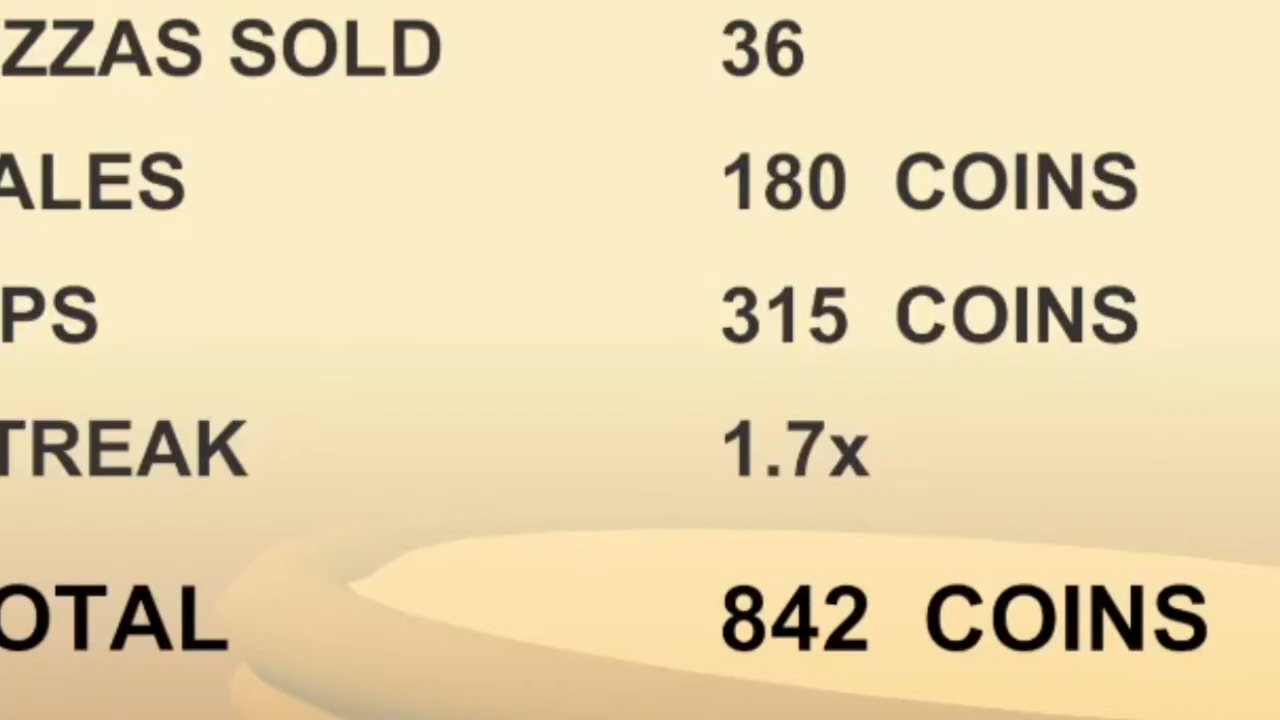 ZZAS SOLD 36
ALES 180 COINS
PS 315 COINS
TREAK 1.7x
OTAL 842 COINS